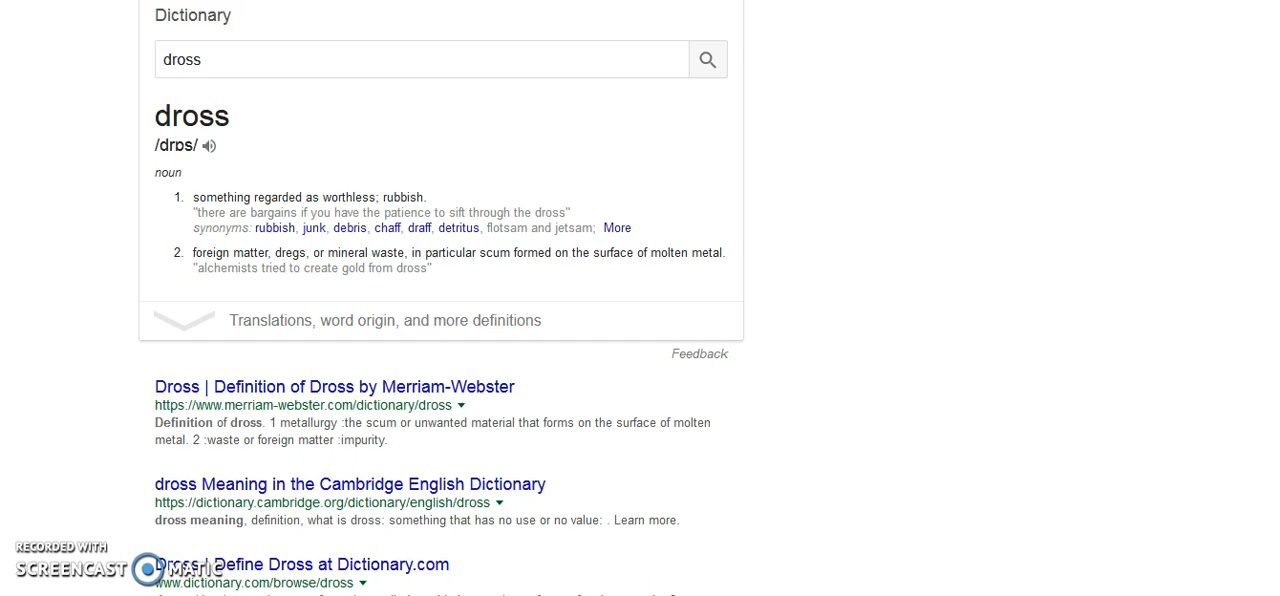 Dictionary
dross
dross
/drɒs/
noun
1. something regarded as worthless; rubbish.
"there are bargains if you have the patience to sift through the dross"
synonyms: rubbish, junk, debris, chaff, draff, detritus, flotsam and jetsam; More
2. foreign matter, dregs, or mineral waste, in particular scum formed on the surface of molten metal.
"alchemists tried to create gold from dross"
Translations, word origin, and more definitions
Feedback
Dross | Definition of Dross by Merriam-Webster
https://www.merriam-webster.com/dictionary/dross
Definition of dross. 1 metallurgy :the scum or unwanted material that forms on the surface of molten
metal. 2 :waste or foreign matter :impurity.
dross Meaning in the Cambridge English Dictionary
https://dictionary.cambridge.org/dictionary/english/dross
dross meaning, definition, what is dross: something that has no use or no value: . Learn more.
RECORDED WITH
SCREENCAST MATIC
Dross | Define Dross at Dictionary.com
www.dictionary.com/browse/dross